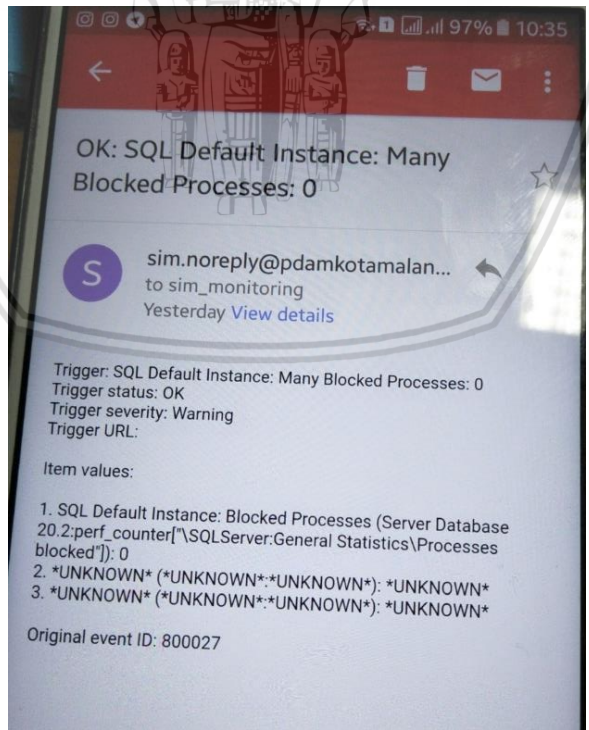 97% 10:35
OK: SQL Default Instance: Many
Blocked Processes: 0
S
sim.noreply@pdamkotamalan...
to sim_monitoring
Yesterday View details
Trigger: SQL Default Instance: Many Blocked Processes: 0
Trigger status: OK
Trigger severity: Warning
Trigger URL:
Item values:
1. SQL Default Instance: Blocked Processes (Server Database
20.2:perf_counter["\SQLServer:General Statistics\Processes
blocked"]): 0
2. *UNKNOWN* (*UNKNOWN*:*UNKNOWN*): *UNKNOWN*
3. *UNKNOWN* (*UNKNOWN*:*UNKNOWN*): *UNKNOWN*
Original event ID: 800027